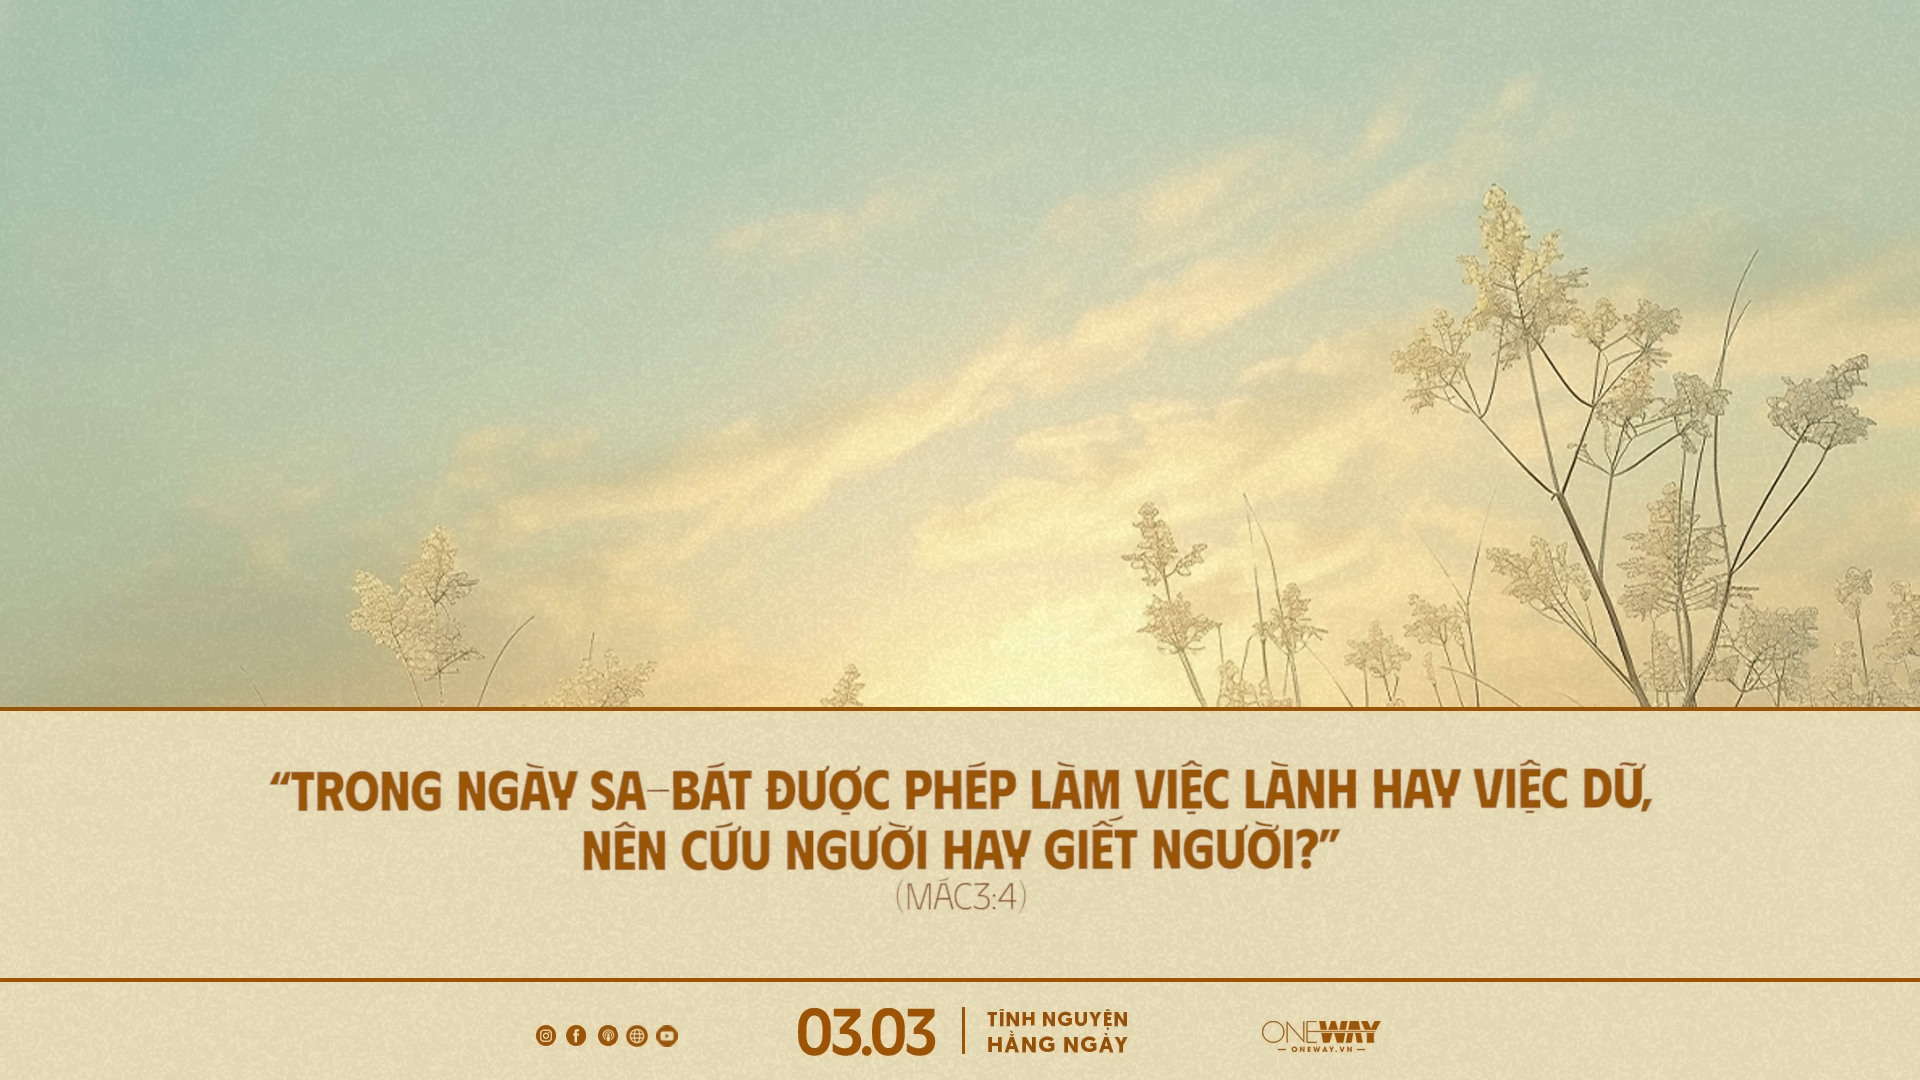 “TRONG NGÀY SA-BÁT ĐƯỢC PHÉP LÀM VIỆC LÀNH HAY VIỆC DỮ,
NÊN CỨU NGƯỜI HAY GIẾT NGƯỜI?”
(MÁC3:4)
03.03
TĨNH NGUYỆN
HẰNG NGÀY
ONEWAY
ONEWAY.VN